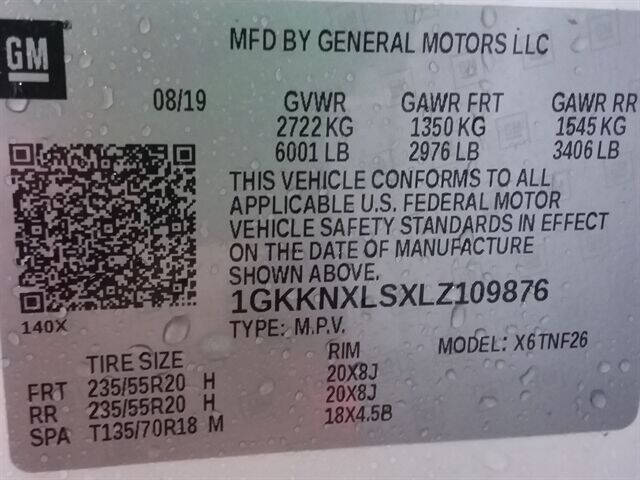 GM
MFD BY GENERAL MOTORS LLC
08/19 GVWR GAWR FRT GAWR RR
2722 KG 1350 KG 1545 KG
6001 LB 2976 LB 3406 LB
THIS VEHICLE CONFORMS TO ALL
APPLICABLE U.S. FEDERAL MOTOR
VEHICLE SAFETY STANDARDS IN EFFECT
ON THE DATE OF MANUFACTURE
SHOWN ABOVE.
1GKKNXLSXLZ109876
140X
TYPE: M.P.V. MODEL: X6TNF26
TIRE SIZE RIM
FRT 235/55R20 H 20X8J
RR 235/55R20 H 20X8J
SPA T135/70R18 M 18X4.5B